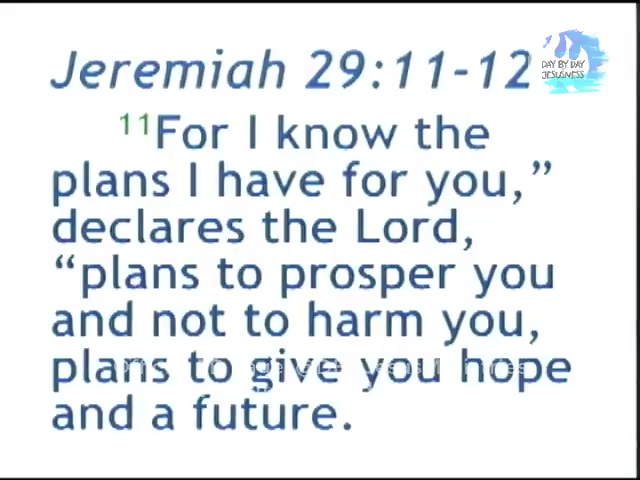 Jeremiah 29:11-12
DAY BY DAY
JESUSNESS
11For I know the
plans I have for you,”
declares the Lord,
“plans to prosper you
and not to harm you,
plans to give you hope
and a future.